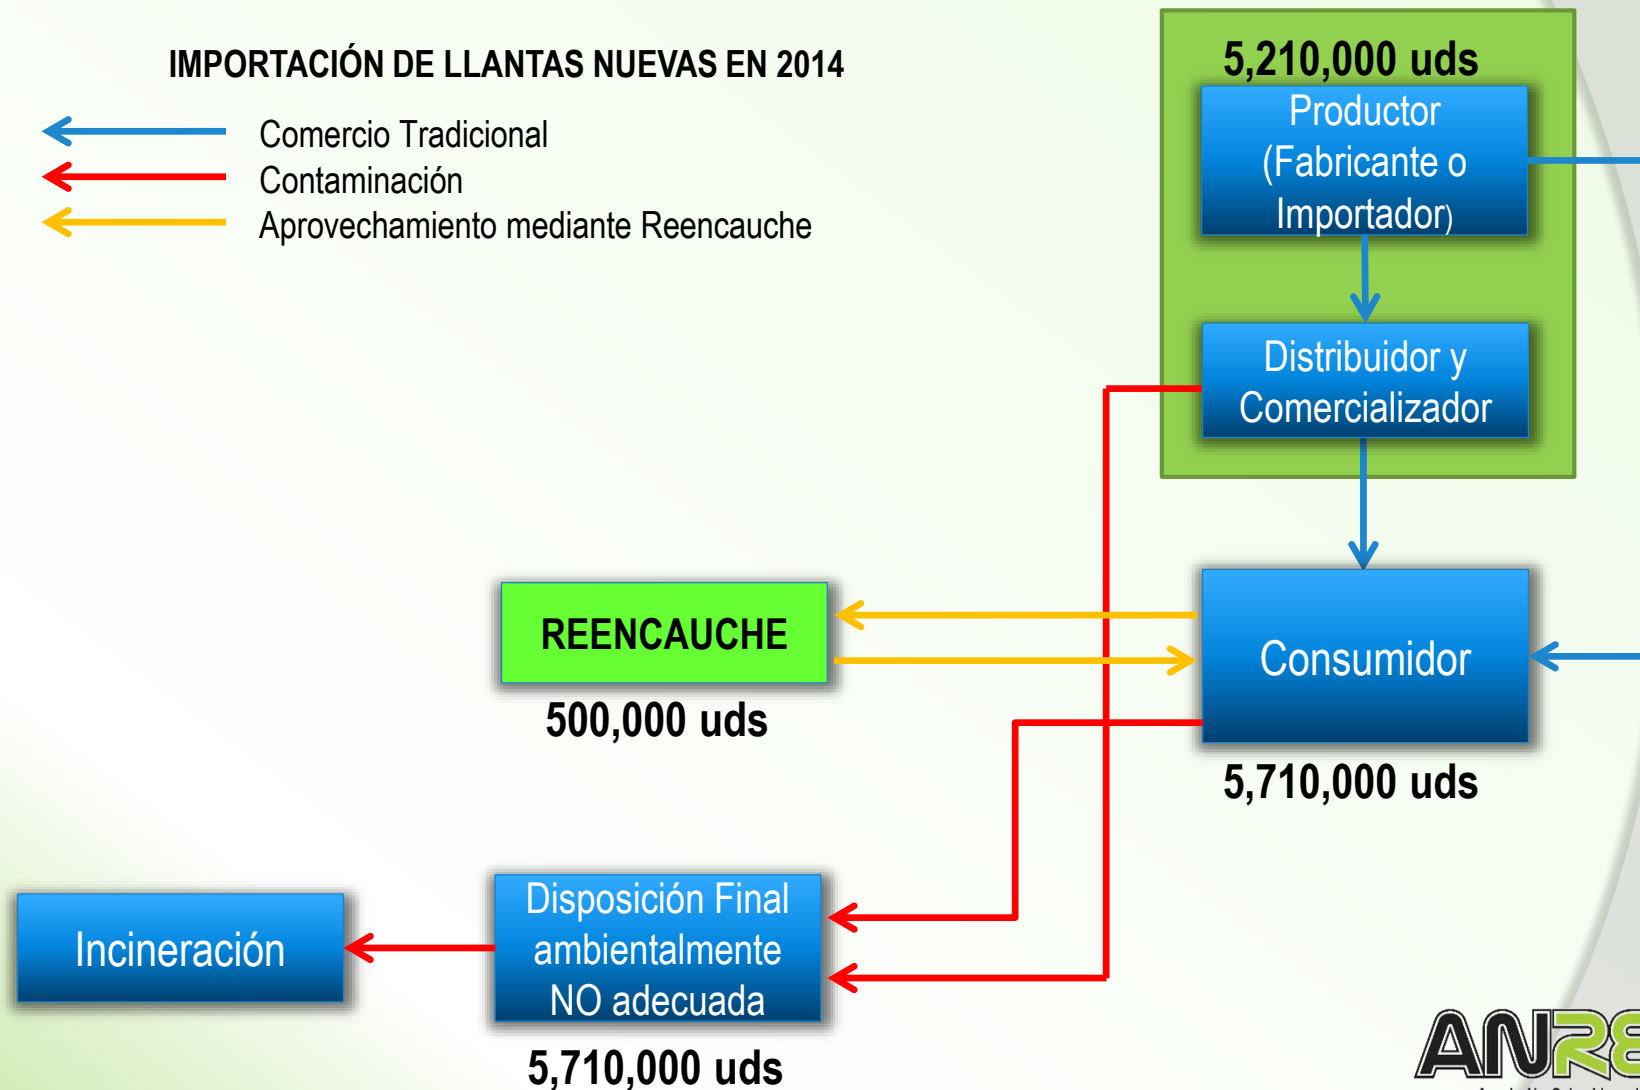 IMPORTACIÓN DE LLANTAS NUEVAS EN 2014
Comercio Tradicional
Contaminación
Aprovechamiento mediante Reencauche
5,210,000 uds
Productor
(Fabricante o
Importador)
Distribuidor y
Comercializador
REENCAUCHE
500,000 uds
Consumidor
5,710,000 uds
Incineración
Disposición Final
ambientalmente
NO adecuada
5,710,000 uds
ANRE